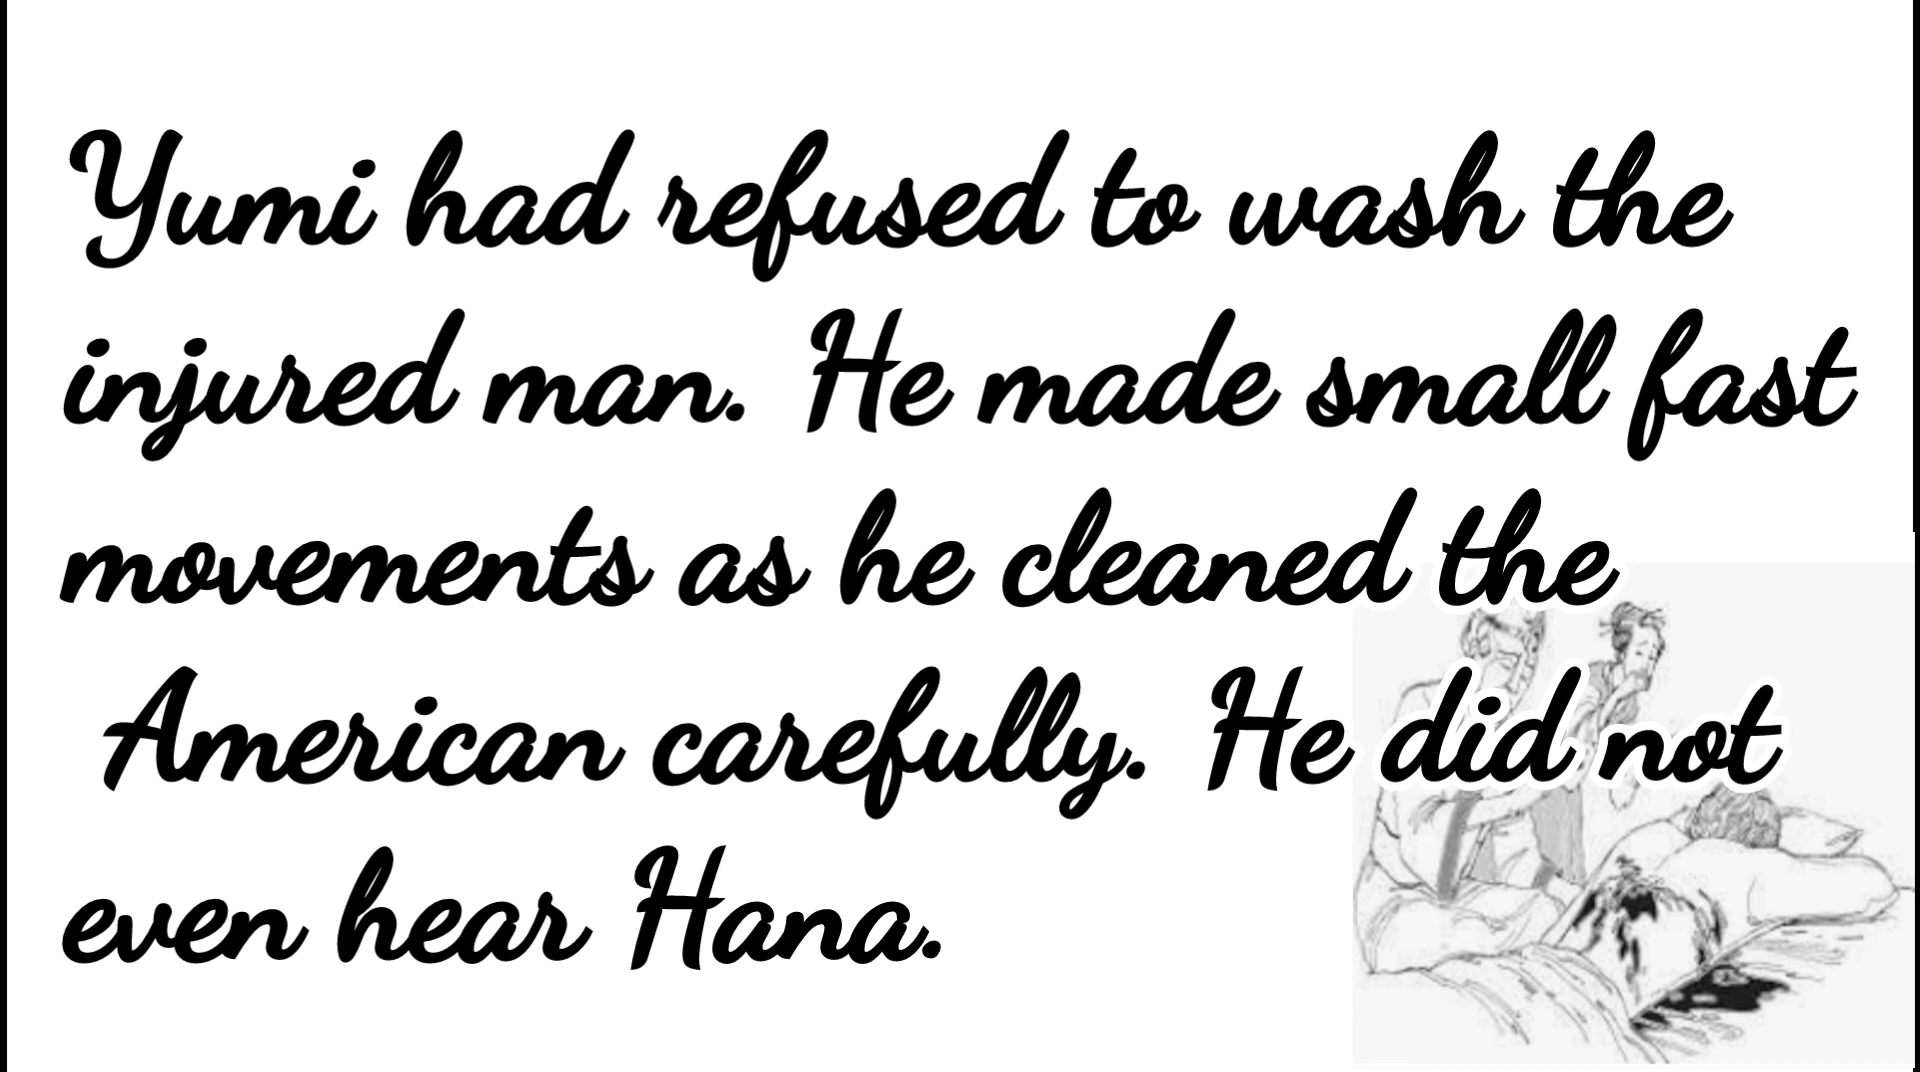 Yumi had refused to wash the
injured man. He made small fast
movements as he cleaned the
American carefully. He did not
even hear Hana.